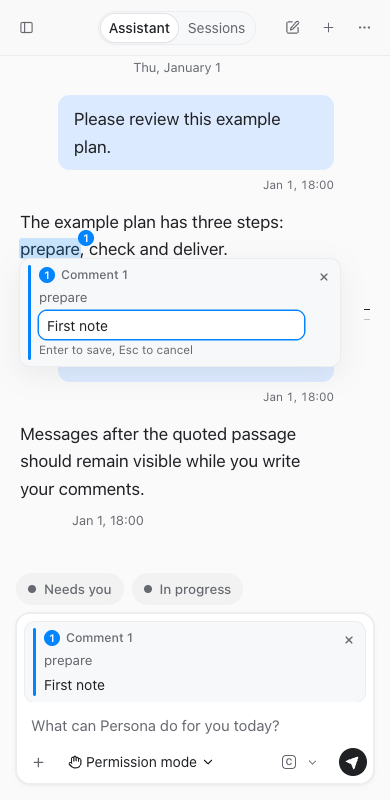 Assistant
Sessions
Thu, January 1
Please review this example
plan.
Jan 1, 18:00
The example plan has three steps:
prepare, check and deliver.
1
1 Comment 1
prepare
First note
Enter to save, Esc to cancel
Jan 1, 18:00
Messages after the quoted passage
should remain visible while you write
your comments.
Jan 1, 18:00
Needs you
In progress
1 Comment 1
prepare
First note
What can Persona do for you today?
Permission mode
C